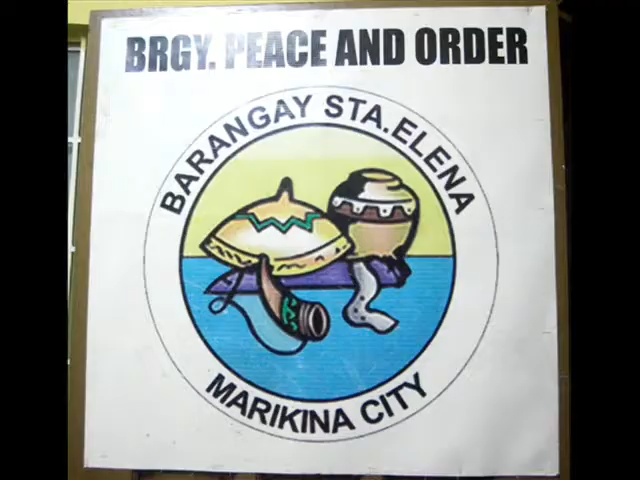 BRGY. PEACE AND ORDER
BARANGAY STA.ELENA
MARIKINA CITY